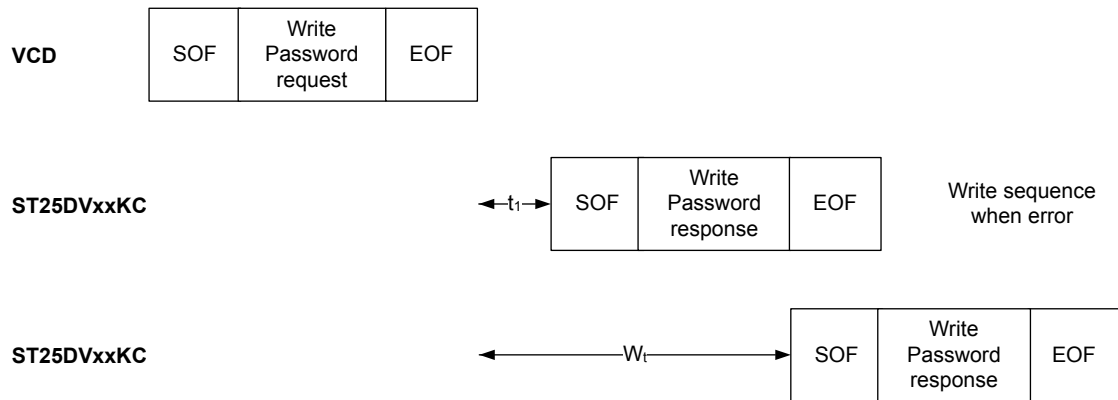 VCD
SOF
Write
Password
request
EOF
ST25DVxxKC
t1
SOF
Write
Password
response
EOF
Write sequence
when error
ST25DVxxKC
Wt
SOF
Write
Password
response
EOF